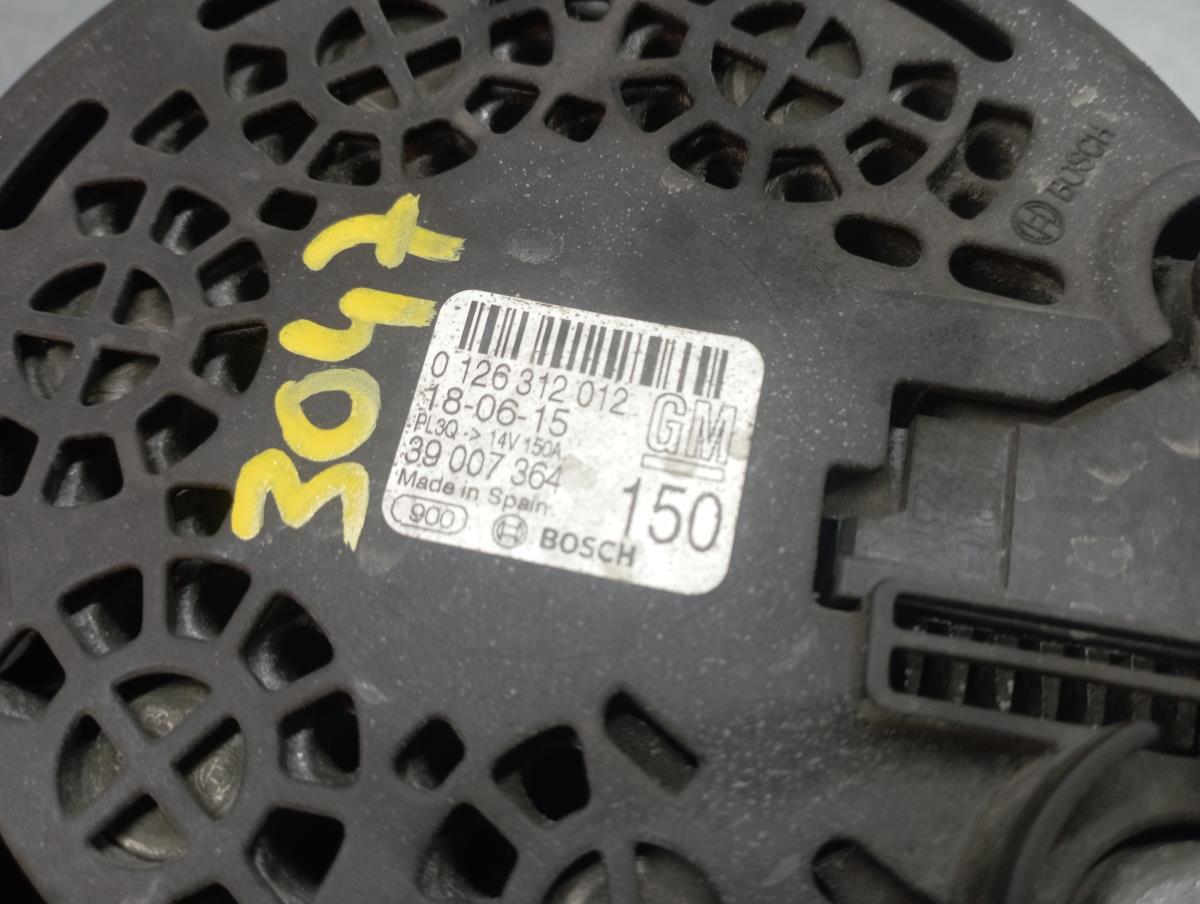 BOSCH
3047
0 126 312 012
18-06-15
PL3Q --> 14V 150A
39 007 364
Made in Spain
900
BOSCH
GM
150